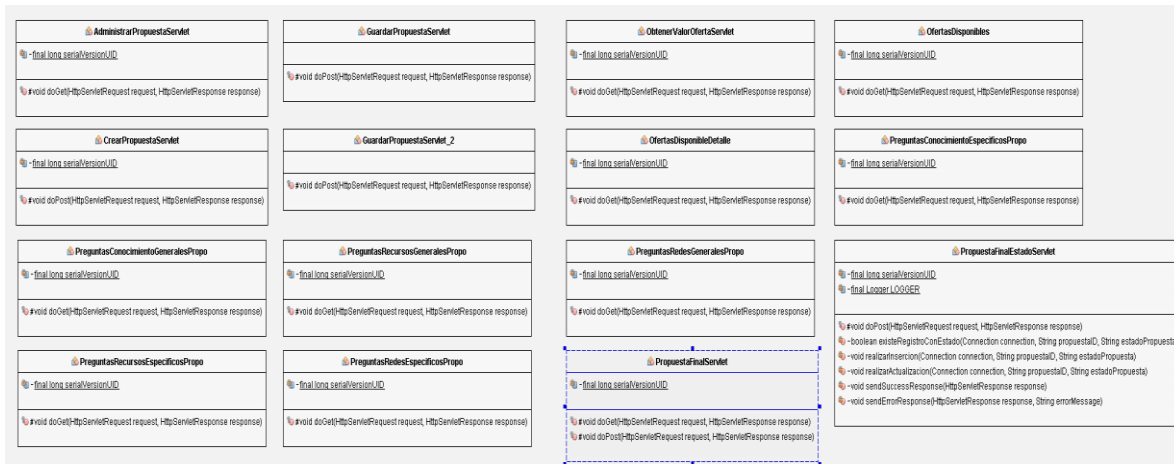 AdministrarPropuestaServlet
-final long serialVersionUID
#void doGet(HttpServletRequest request, HttpServletResponse response)
GuardarPropuestaServlet
#void doPost(HttpServletRequest request, HttpServletResponse response)
ObtenerValorOfertaServlet
-final long serialVersionUID
#void doGet(HttpServletRequest request, HttpServletResponse response)
OfertasDisponibles
-final long serialVersionUID
#void doGet(HttpServletRequest request, HttpServletResponse response)
CrearPropuestaServlet
-final long serialVersionUID
#void doPost(HttpServletRequest request, HttpServletResponse response)
GuardarPropuestaServlet_2
#void doPost(HttpServletRequest request, HttpServletResponse response)
OfertasDisponibleDetalle
-final long serialVersionUID
#void doGet(HttpServletRequest request, HttpServletResponse response)
PreguntasConocimientoEspecificosPropo
-final long serialVersionUID
#void doGet(HttpServletRequest request, HttpServletResponse response)
PreguntasConocimientoGeneralesPropo
-final long serialVersionUID
#void doGet(HttpServletRequest request, HttpServletResponse response)
PreguntasRecursosGeneralesPropo
-final long serialVersionUID
#void doGet(HttpServletRequest request, HttpServletResponse response)
PreguntasRedesGeneralesPropo
-final long serialVersionUID
#void doGet(HttpServletRequest request, HttpServletResponse response)
PropuestaFinalEstadoServlet
-final long serialVersionUID
-final Logger LOGGER
#void doPost(HttpServletRequest request, HttpServletResponse response)
-boolean existeRegistroConEstado(Connection connection, String propuestaID, String estadoPropuesta
-void realizarInsercion(Connection connection, String propuestaID, String estadoPropuesta)
-void realizarActualizacion(Connection connection, String propuestaID, String estadoPropuesta)
-void sendSuccessResponse(HttpServletResponse response)
-void sendErrorResponse(HttpServletResponse response, String errorMessage)
PreguntasRecursosEspecificosPropo
-final long serialVersionUID
#void doGet(HttpServletRequest request, HttpServletResponse response)
PreguntasRedesEspecificosPropo
-final long serialVersionUID
#void doGet(HttpServletRequest request, HttpServletResponse response)
PropuestaFinalServlet
-final long serialVersionUID
#void doGet(HttpServletRequest request, HttpServletResponse response)
#void doPost(HttpServletRequest request, HttpServletResponse response)